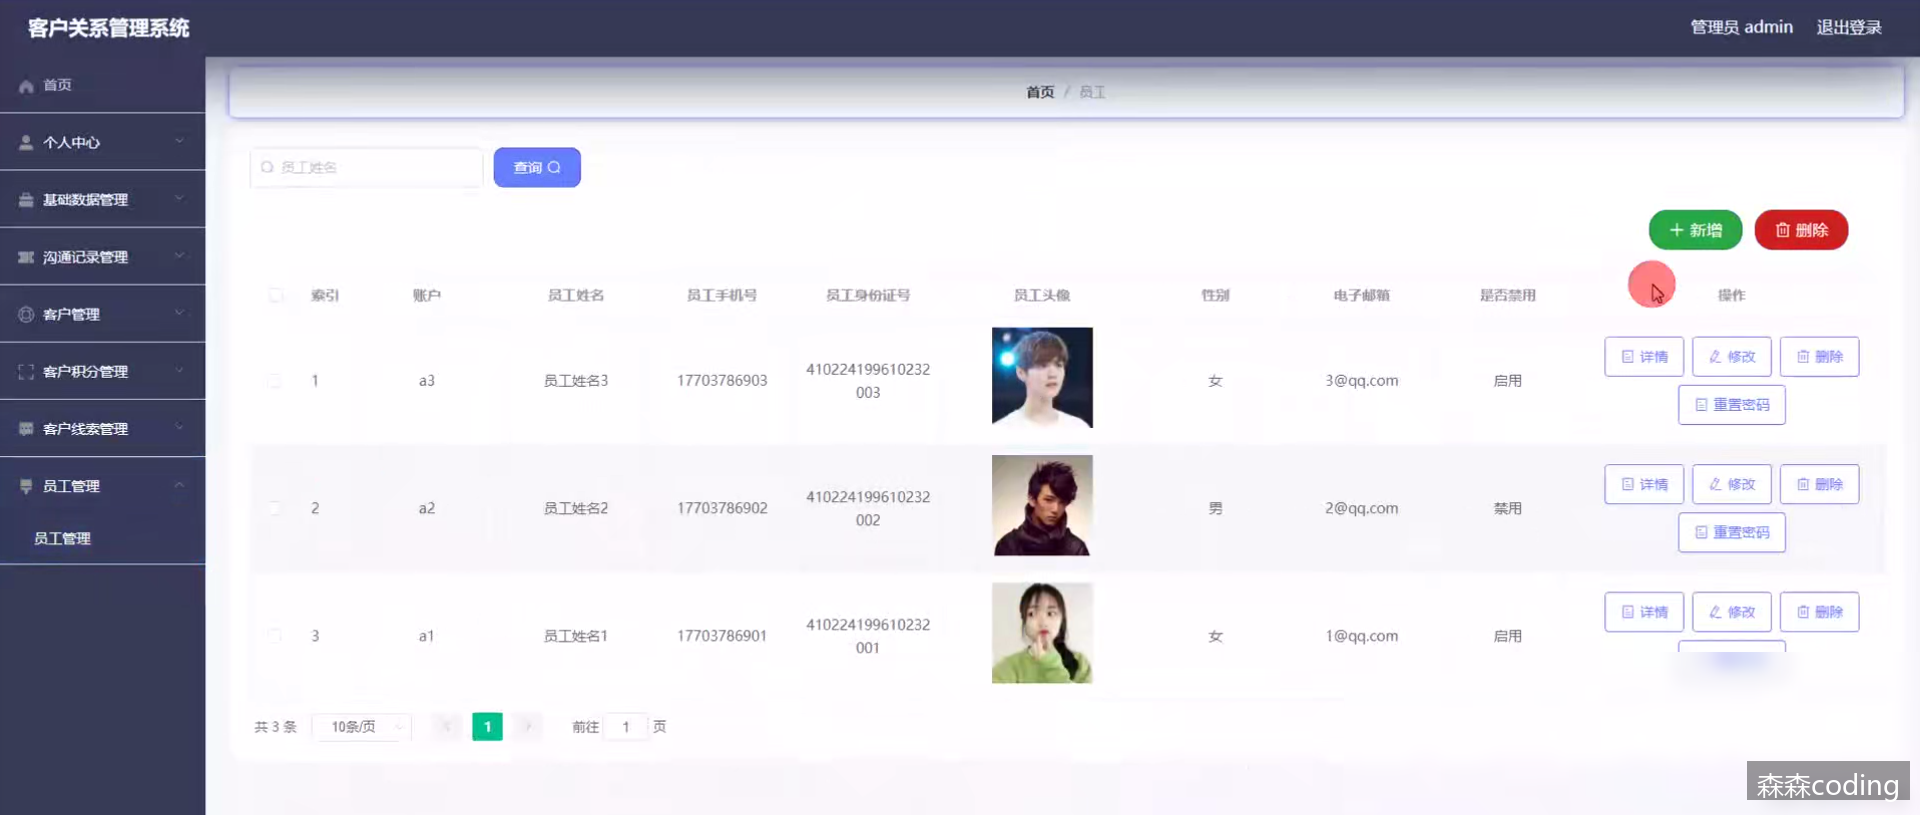 客户关系管理系统
管理员 admin 退出登录
首页
个人中心
基础数据管理
沟通记录管理
客户管理
客户积分管理
客户线索管理
员工管理
员工管理
首页 / 员工
员工姓名 查询
新增 删除
索引 账户 员工姓名 员工手机号 员工身份证号 员工头像 性别 电子邮箱 是否禁用 操作
1 a3 员工姓名3 17703786903 410224199610232003 女 3@qq.com 启用 详情 修改 删除
重置密码
2 a2 员工姓名2 17703786902 410224199610232002 男 2@qq.com 禁用 详情 修改 删除
重置密码
3 a1 员工姓名1 17703786901 410224199610232001 女 1@qq.com 启用 详情 修改 删除
共 3 条 10条/页 1 前往 1 页
森森coding